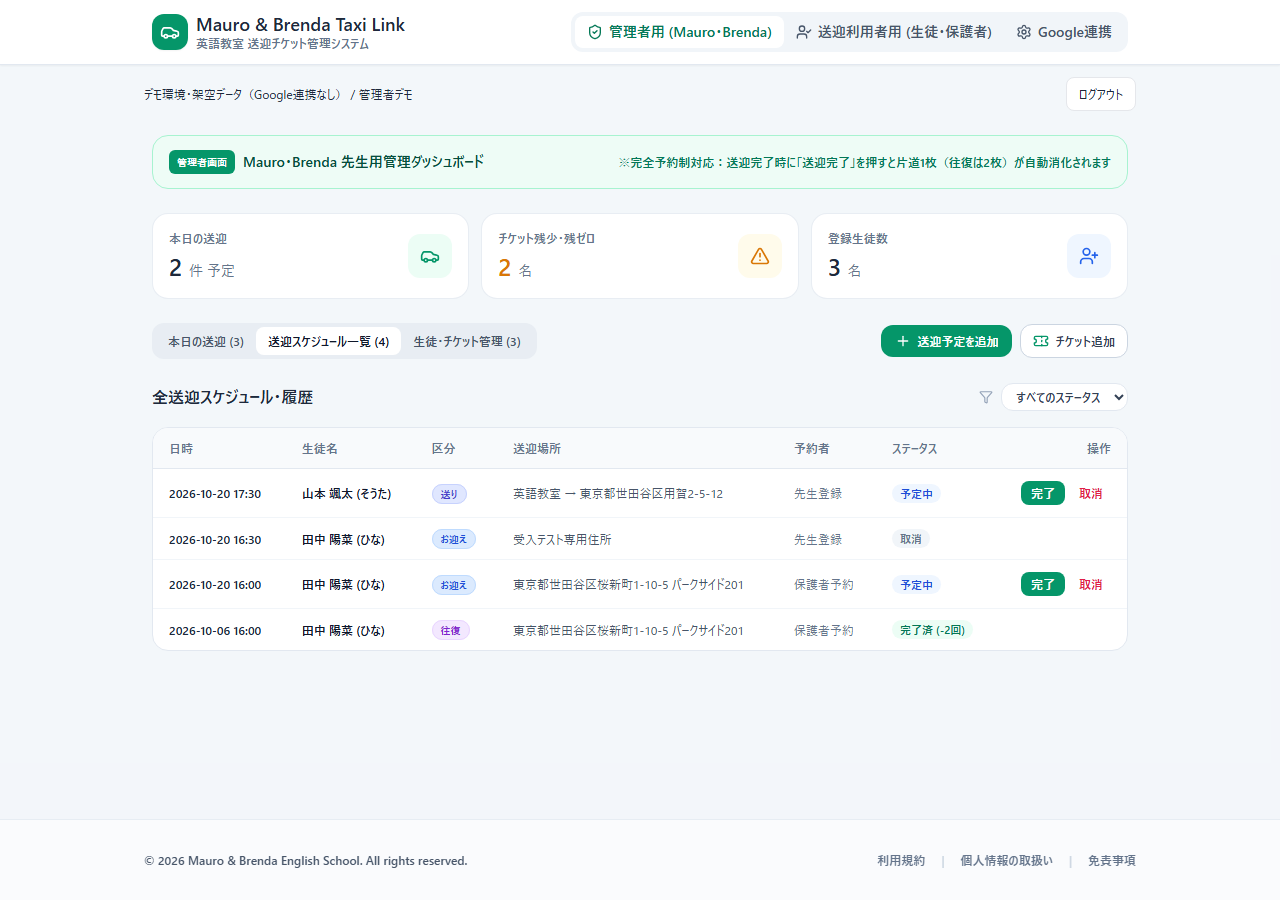 Mauro & Brenda Taxi Link
英語教室 送迎チケット管理システム
管理者用 (Mauro・Brenda) 送迎利用者用 (生徒・保護者) Google連携
デモ環境・架空データ（Google連携なし） / 管理者デモ
ログアウト
管理者画面 Mauro・Brenda 先生用管理ダッシュボード
※完全予約制対応：送迎完了時に「送迎完了」を押すと片道1枚（往復は2枚）が自動消化されます
本日の送迎
2 件 予定
チケット残少・残ゼロ
2 名
登録生徒数
3 名
本日の送迎 (3) 送迎スケジュール一覧 (4) 生徒・チケット管理 (3)
送迎予定を追加 チケット追加
全送迎スケジュール・履歴
すべてのステータス
日時 生徒名 区分 送迎場所 予約者 ステータス 操作
2026-10-20 17:30 山本 颯太 (そうた) 送り 英語教室 → 東京都世田谷区用賀2-5-12 先生登録 予定中 完了 取消
2026-10-20 16:30 田中 陽菜 (ひな) お迎え 受入テスト専用住所 先生登録 取消
2026-10-20 16:00 田中 陽菜 (ひな) お迎え 東京都世田谷区桜新町1-10-5 パークサイド201 保護者予約 予定中 完了 取消
2026-10-06 16:00 田中 陽菜 (ひな) 往復 東京都世田谷区桜新町1-10-5 パークサイド201 保護者予約 完了済 (-2回)
© 2026 Mauro & Brenda English School. All rights reserved.
利用規約 | 個人情報の取扱い | 免責事項